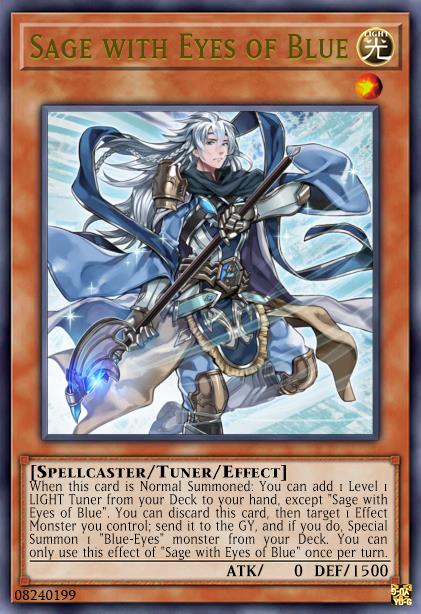 Sage with Eyes of Blue
LIGHT
光
[Spellcaster/Tuner/Effect]
When this card is Normal Summoned: You can add 1 Level 1
LIGHT Tuner from your Deck to your hand, except "Sage with
Eyes of Blue". You can discard this card, then target 1 Effect
Monster you control; send it to the GY, and if you do, Special
Summon 1 "Blue-Eyes" monster from your Deck. You can
only use this effect of "Sage with Eyes of Blue" once per turn.
ATK/ 0 DEF/1500
08240199